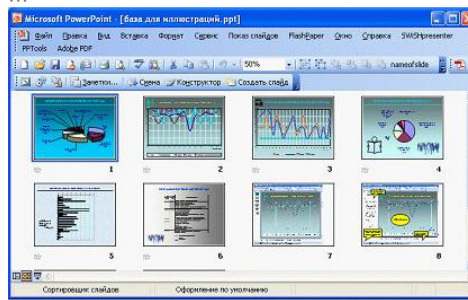 Microsoft PowerPoint - [база для иллюстраций.ppt]
Файл Правка Вид Вставка Формат Сервис Показ слайдов FlashPaper Окно Справка SWiSHpresenter
PPTools Adobe PDF
50% nameofslide
Заметки... Смена Конструктор Создать слайд
1 2 3 4
5 6 7 8
Сортировщик слайдов Оформление по умолчанию